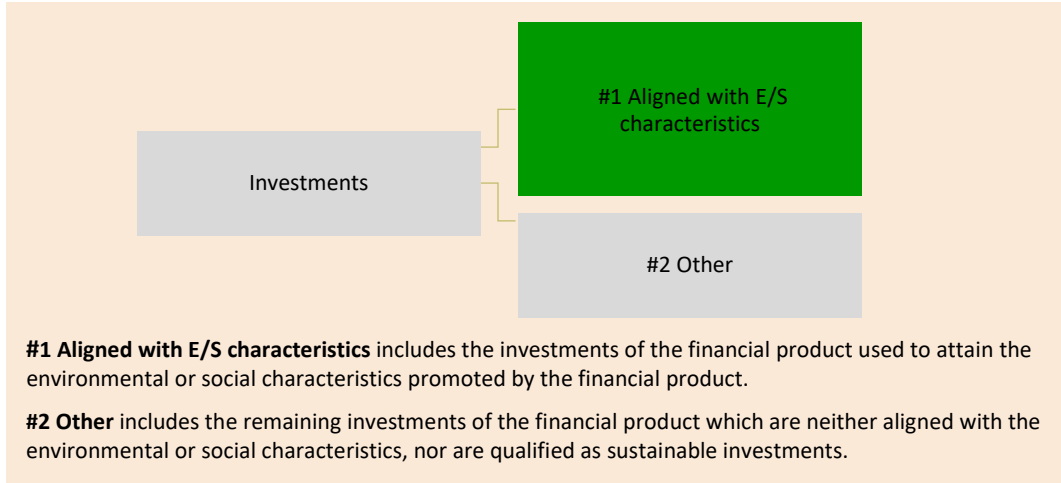 #1 Aligned with E/S
characteristics
Investments
#2 Other
#1 Aligned with E/S characteristics includes the investments of the financial product used to attain the
environmental or social characteristics promoted by the financial product.
#2 Other includes the remaining investments of the financial product which are neither aligned with the
environmental or social characteristics, nor are qualified as sustainable investments.